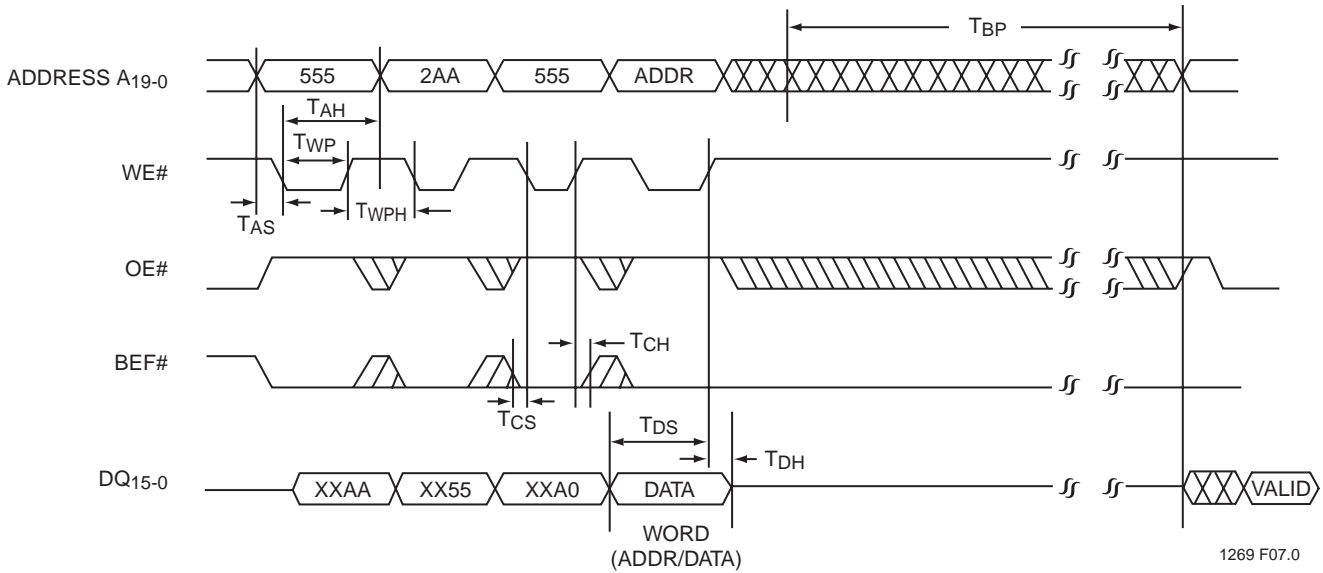 TBP
ADDRESS A19-0
555
2AA
555
ADDR
TAH
TWP
WE#
TAS
TWPH
OE#
BEF#
TCH
TCS
TDS
TDH
DQ15-0
XXAA
XX55
XXA0
DATA
VALID
WORD
(ADDR/DATA)
1269 F07.0